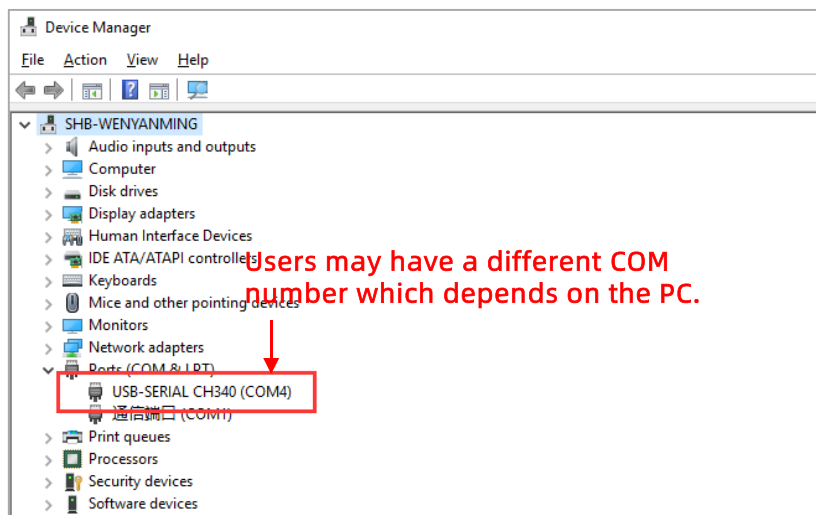 Device Manager
File Action View Help
SHB-WENYANMING
Audio inputs and outputs
Computer
Disk drives
Display adapters
Human Interface Devices
IDE ATA/ATAPI controllers
Users may have a different COM
Keyboards
number which depends on the PC.
Mice and other pointing devices
Monitors
Network adapters
Ports (COM & LPT)
USB-SERIAL CH340 (COM4)
通信端口 (COM1)
Print queues
Processors
Security devices
Software devices